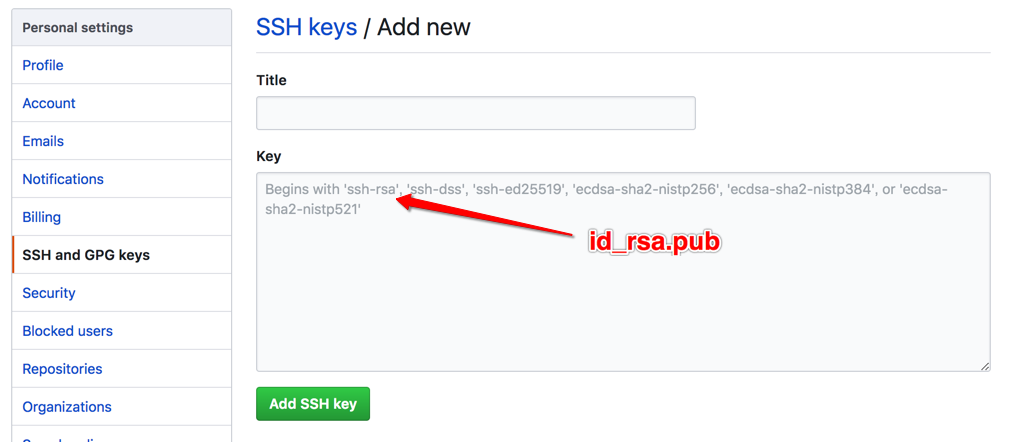 Personal settings
Profile
Account
Emails
Notifications
Billing
SSH and GPG keys
Security
Blocked users
Repositories
Organizations
SSH keys / Add new
Title
Key
Begins with 'ssh-rsa', 'ssh-dss', 'ssh-ed25519', 'ecdsa-sha2-nistp256', 'ecdsa-sha2-nistp384', or 'ecdsa-
sha2-nistp521'
id_rsa.pub
Add SSH key